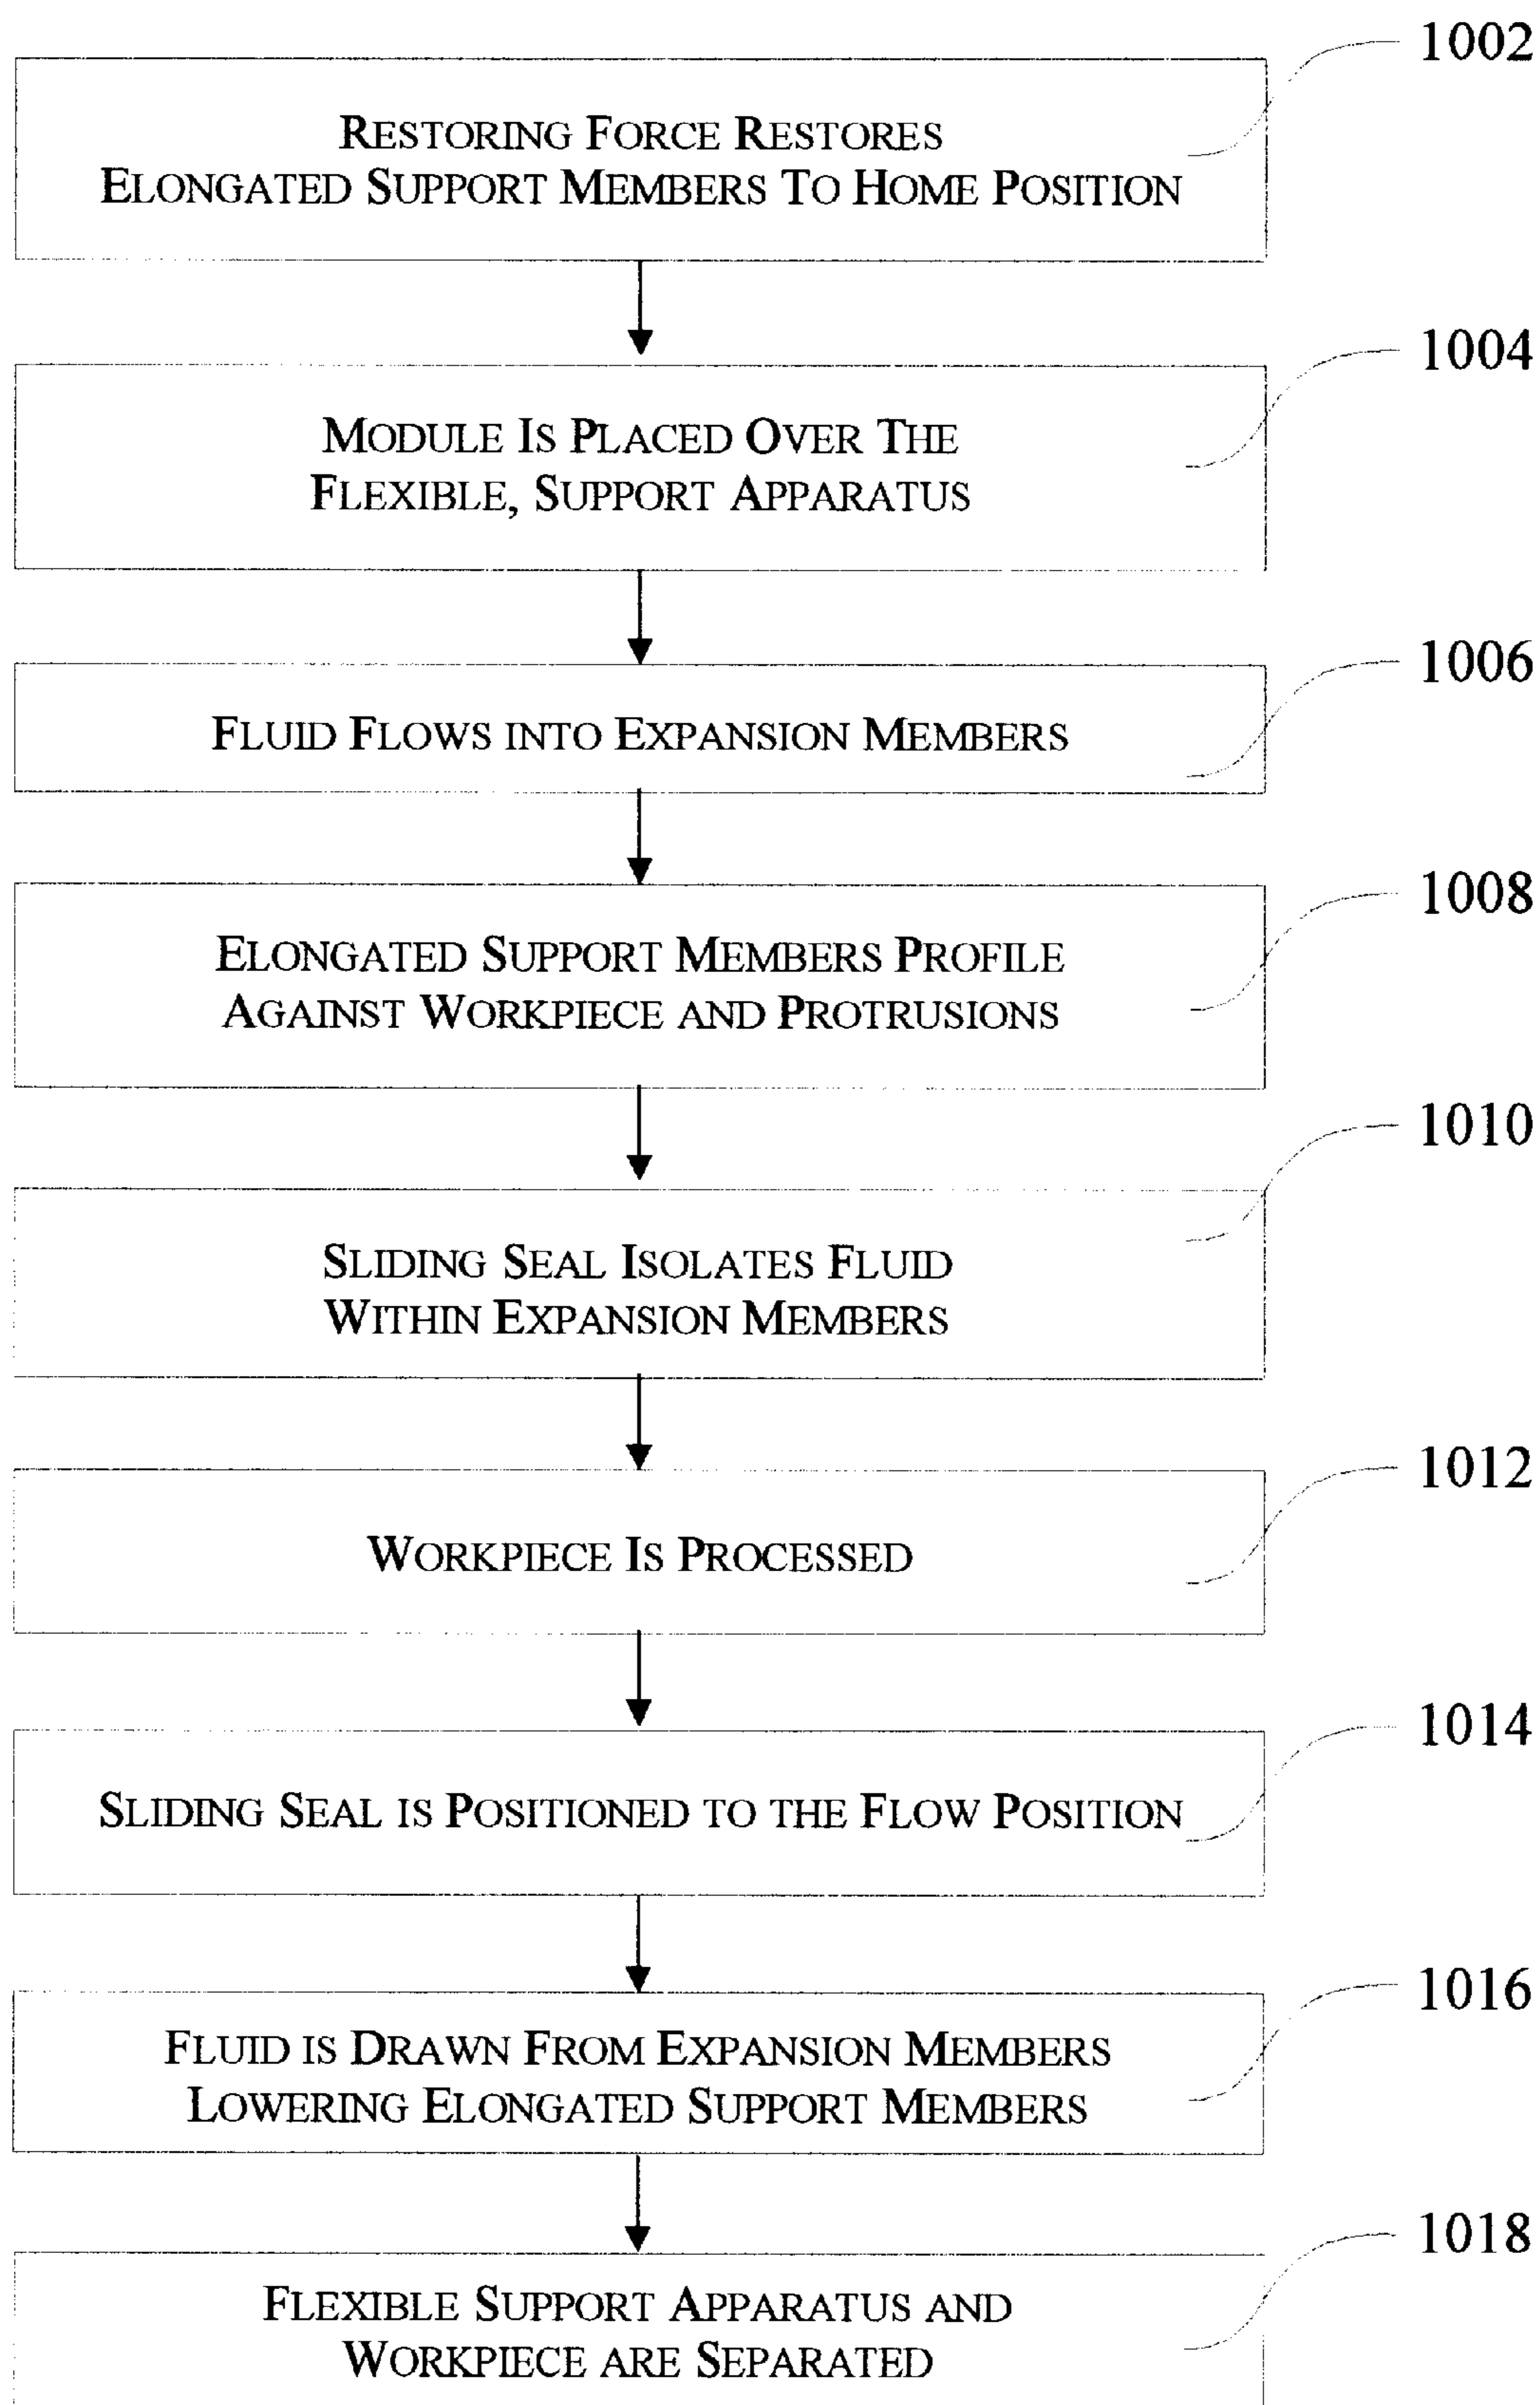 1002
RESTORING FORCE RESTORES
ELONGATED SUPPORT MEMBERS TO HOME POSITION
1004
MODULE IS PLACED OVER THE
FLEXIBLE, SUPPORT APPARATUS
1006
FLUID FLOWS INTO EXPANSION MEMBERS
1008
ELONGATED SUPPORT MEMBERS PROFILE
AGAINST WORKPIECE AND PROTRUSIONS
1010
SLIDING SEAL ISOLATES FLUID
WITHIN EXPANSION MEMBERS
1012
WORKPIECE IS PROCESSED
1014
SLIDING SEAL IS POSITIONED TO THE FLOW POSITION
1016
FLUID IS DRAWN FROM EXPANSION MEMBERS
LOWERING ELONGATED SUPPORT MEMBERS
1018
FLEXIBLE SUPPORT APPARATUS AND
WORKPIECE ARE SEPARATED